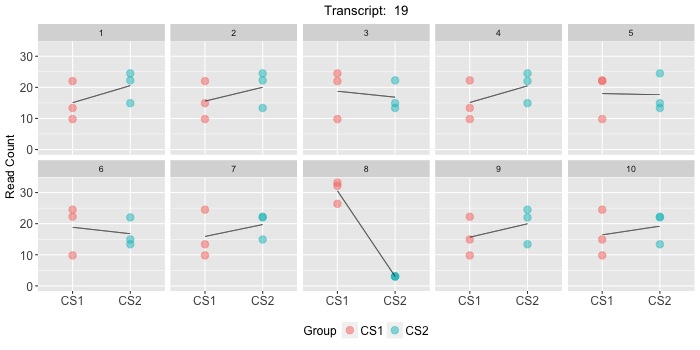 Transcript: 19
1 2 3 4 5
30
20
10
0
Read Count
6 7 8 9 10
30
20
10
0
CS1 CS2 CS1 CS2 CS1 CS2 CS1 CS2 CS1 CS2
Group CS1 CS2